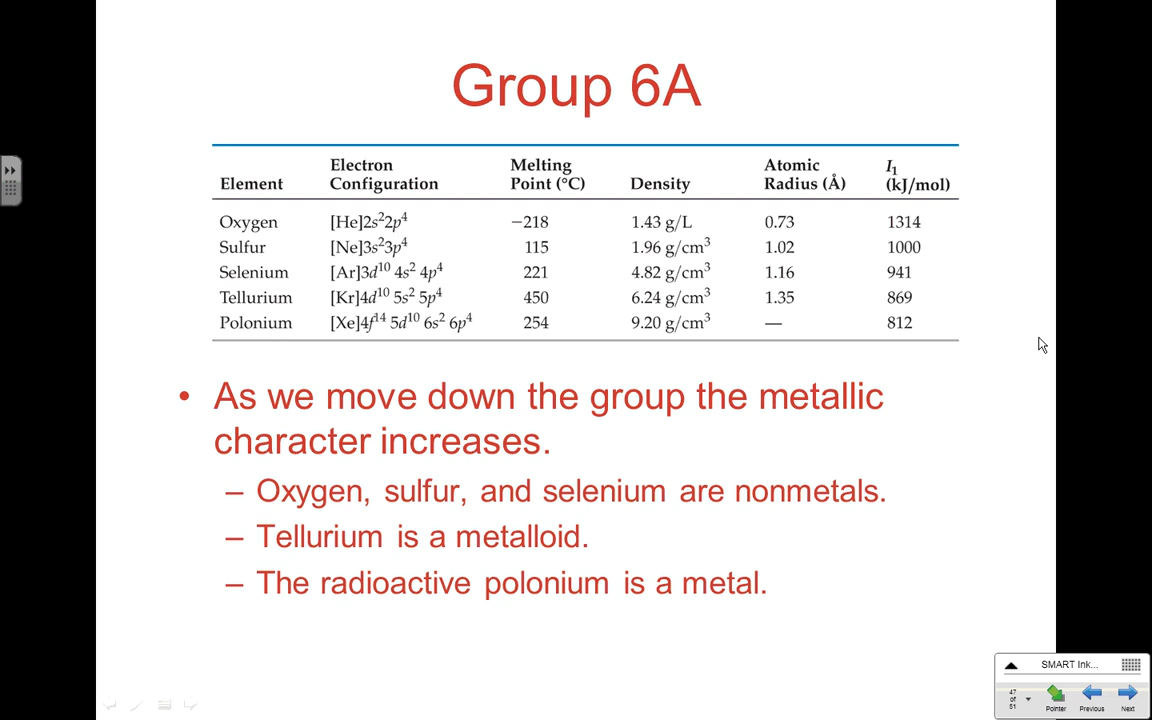 Group 6A
Element Electron Configuration Melting Point (°C) Density Atomic Radius (Å) I₁ (kJ/mol)
Oxygen [He]2s²2p⁴ −218 1.43 g/L 0.73 1314
Sulfur [Ne]3s²3p⁴ 115 1.96 g/cm³ 1.02 1000
Selenium [Ar]3d¹⁰ 4s² 4p⁴ 221 4.82 g/cm³ 1.16 941
Tellurium [Kr]4d¹⁰ 5s² 5p⁴ 450 6.24 g/cm³ 1.35 869
Polonium [Xe]4f¹⁴ 5d¹⁰ 6s² 6p⁴ 254 9.20 g/cm³ — 812
• As we move down the group the metallic
character increases.
– Oxygen, sulfur, and selenium are nonmetals.
– Tellurium is a metalloid.
– The radioactive polonium is a metal.
SMART Ink...
47
of
51
Pointer Previous Next